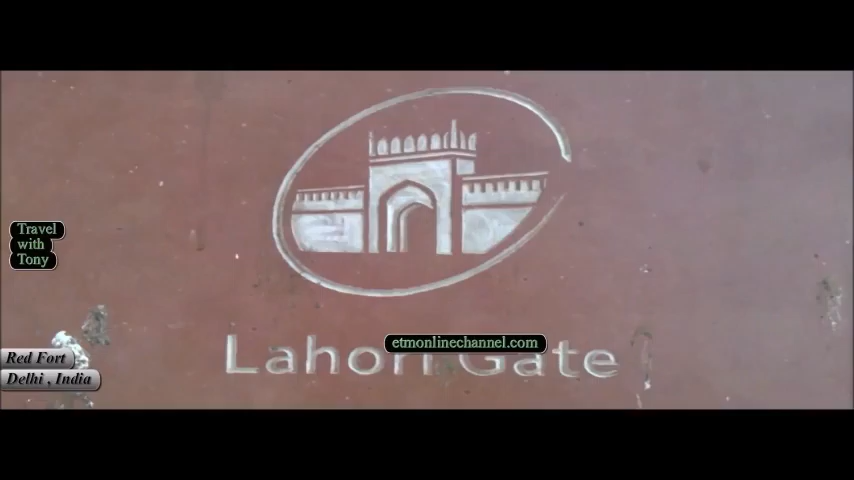 Travel
with
Tony
etmonlinechannel.com
Lahori Gate
Red Fort
Delhi , India